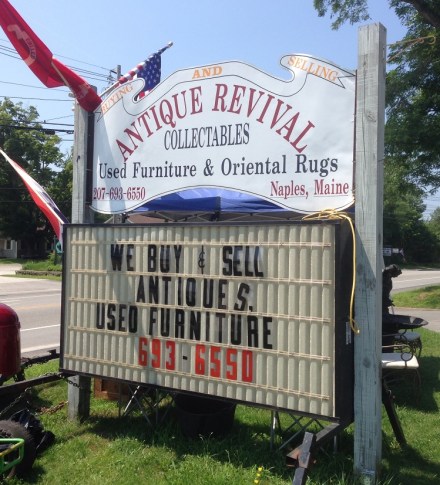 BUYING AND SELLING
ANTIQUE REVIVAL
COLLECTABLES
Used Furniture & Oriental Rugs
207-693-6550 Naples, Maine
WE BUY & SELL
ANTIQUES,
USED FURNITURE
693-6550